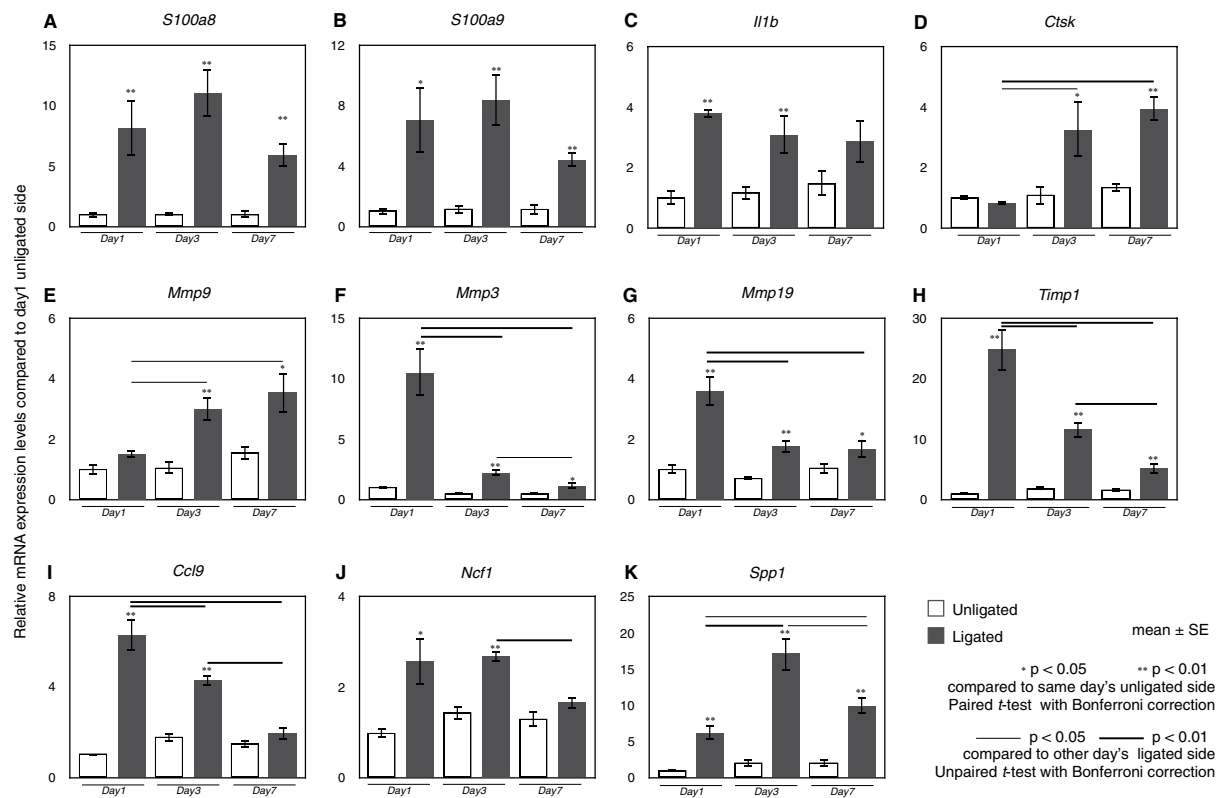 A
S100a8
15
10
5
0
**
**
**
Day1
Day3
Day7
B
S100a9
12
8
4
0
*
**
**
Day1
Day3
Day7
C
Il1b
6
4
2
0
**
**
Day1
Day3
Day7
D
Ctsk
6
4
2
0
*
**
Day1
Day3
Day7
Relative mRNA expression levels compared to day1 unligated side
E
Mmp9
6
4
2
0
**
*
Day1
Day3
Day7
F
Mmp3
15
10
5
0
**
**
*
Day1
Day3
Day7
G
Mmp19
6
4
2
0
**
**
*
Day1
Day3
Day7
H
Timp1
30
20
10
0
**
**
**
Day1
Day3
Day7
I
Ccl9
8
6
4
2
0
**
**
Day1
Day3
Day7
J
Ncf1
4
2
0
*
**
Day1
Day3
Day7
K
Spp1
25
20
15
10
5
0
**
**
**
Day1
Day3
Day7
Unligated
Ligated
mean ± SE
* p < 0.05 ** p < 0.01
compared to same day's unligated side
Paired t-test with Bonferroni correction
p < 0.05 p < 0.01
compared to other day's ligated side
Unpaired t-test with Bonferroni correction